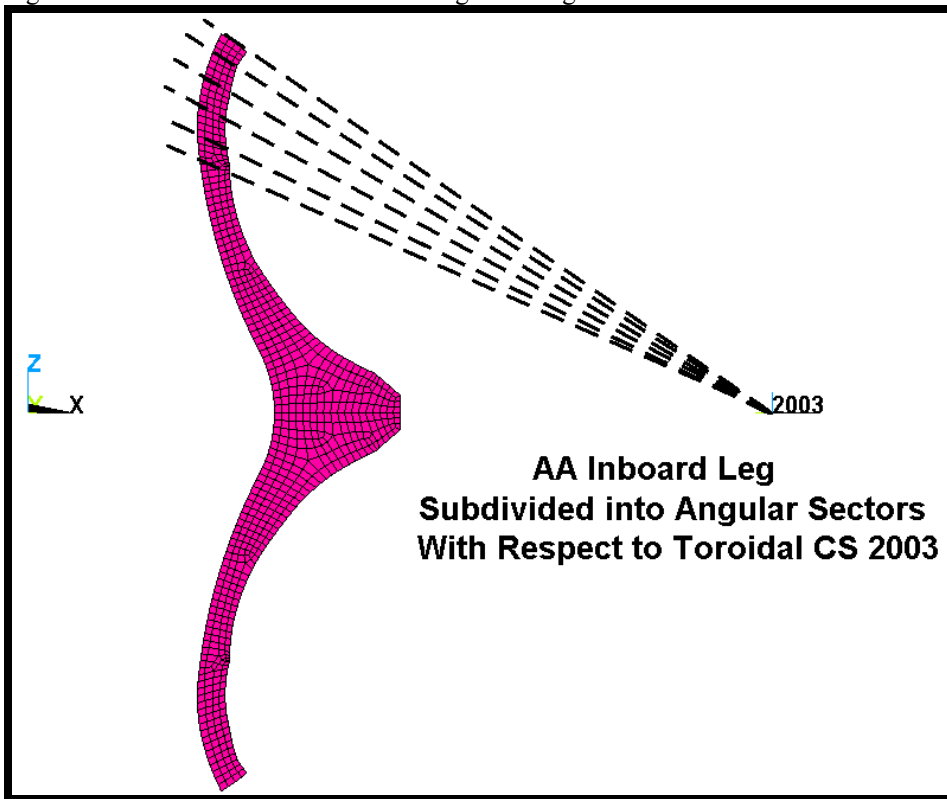 Z
Y
X
2003
AA Inboard Leg
Subdivided into Angular Sectors
With Respect to Toroidal CS 2003